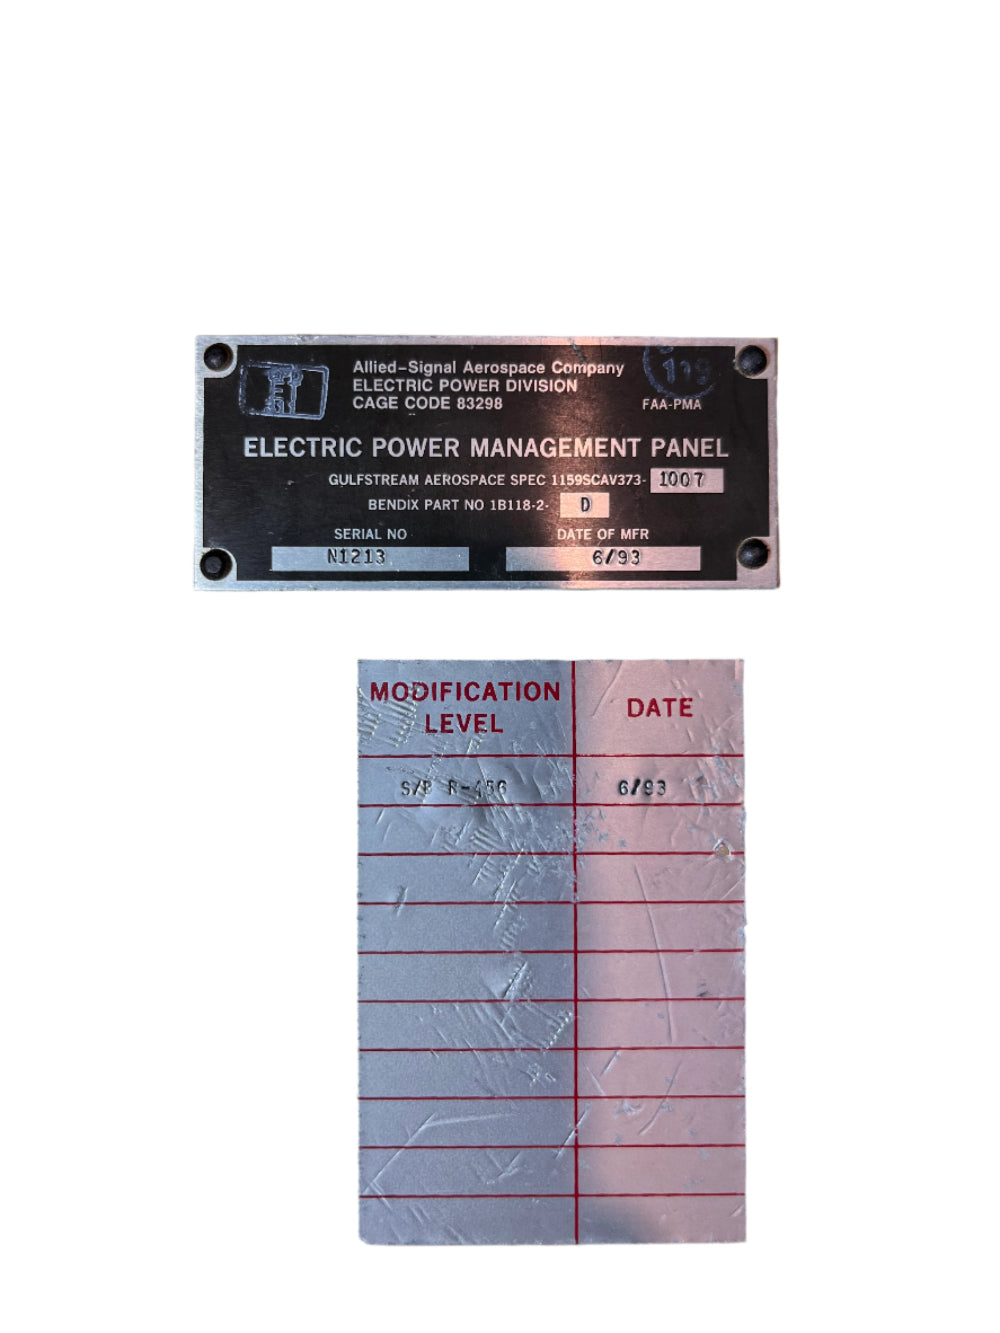 Allied-Signal Aerospace Company
ELECTRIC POWER DIVISION
CAGE CODE 83298
119
FAA-PMA
ELECTRIC POWER MANAGEMENT PANEL
GULFSTREAM AEROSPACE SPEC 1159SCAV373- 1007
BENDIX PART NO 1B118-2- D
SERIAL NO DATE OF MFR
N1213 6/93
MODIFICATION LEVEL DATE
6/93